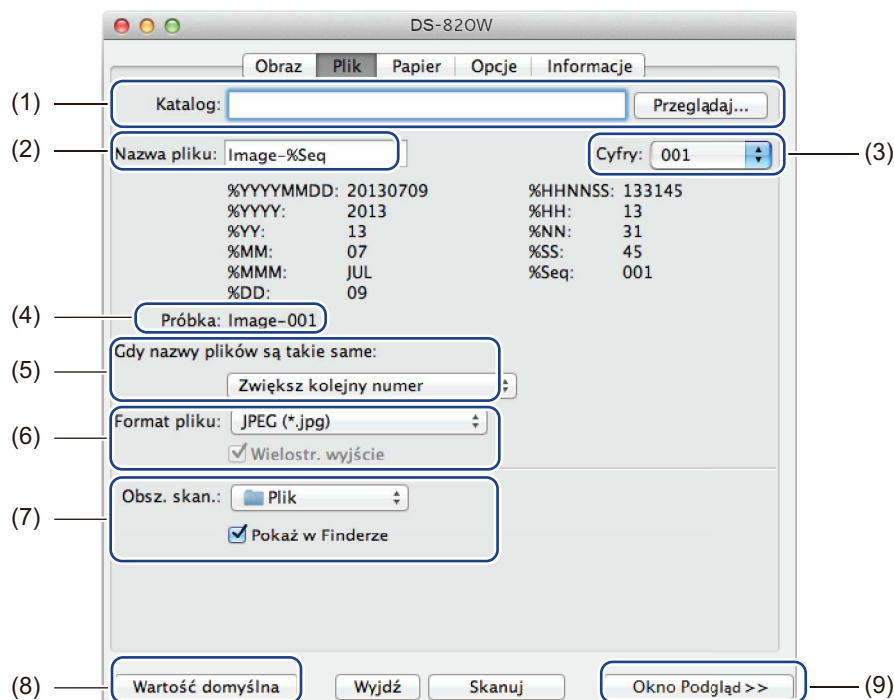 DS-820W
Obraz Plik Papier Opcje Informacje
(1) Katalog: Przeglądaj...
(2) Nazwa pliku: Image-%Seq Cyfry: 001 (3)
%YYYYMMDD: 20130709 %HHNNSS: 133145
%YYYY: 2013 %HH: 13
%YY: 13 %NN: 31
%MM: 07 %SS: 45
%MMM: JUL %Seq: 001
%DD: 09
(4) Próbka: Image-001
Gdy nazwy plików są takie same:
(5) Zwiększ kolejny numer
(6) Format pliku: JPEG (*.jpg)
Wielostr. wyjście
(7) Obsz. skan.: Plik
Pokaż w Finderze
(8) Wartość domyślna Wyjdź Skanuj Okno Podgląd >> (9)